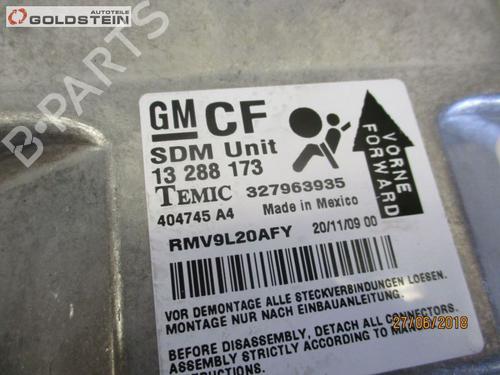 AUTOTEILE
GOLDSTEIN
GM CF
SDM Unit
13 288 173
TEMIC 327963935
404745 A4 Made in Mexico
RMV9L20AFY 20/11/09 00
VORNE
FORWARD
VOR DEMONTAGE ALLE STECKVERBINDUNGEN LOESEN.
MONTAGE NUR NACH EINBAUANLEITUNG.
BEFORE DISASSEMBLY, DETACH ALL CONNECTORS
ASSEMBLY STRICTLY ACCORDING TO
27/06/2018